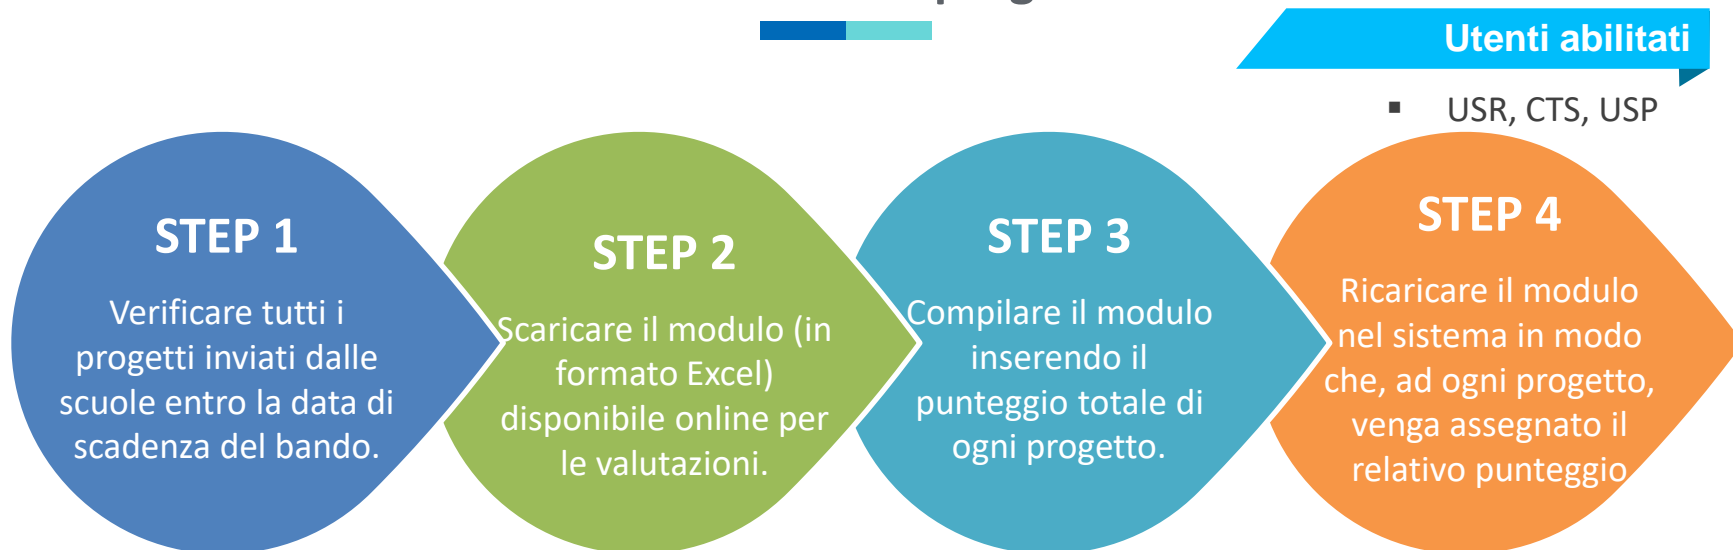 Utenti abilitati
▪ USR, CTS, USP
STEP 1
Verificare tutti i
progetti inviati dalle
scuole entro la data di
scadenza del bando.
STEP 2
Scaricare il modulo (in
formato Excel)
disponibile online per
le valutazioni.
STEP 3
Compilare il modulo
inserendo il
punteggio totale di
ogni progetto.
STEP 4
Ricaricare il modulo
nel sistema in modo
che, ad ogni progetto,
venga assegnato il
relativo punteggio